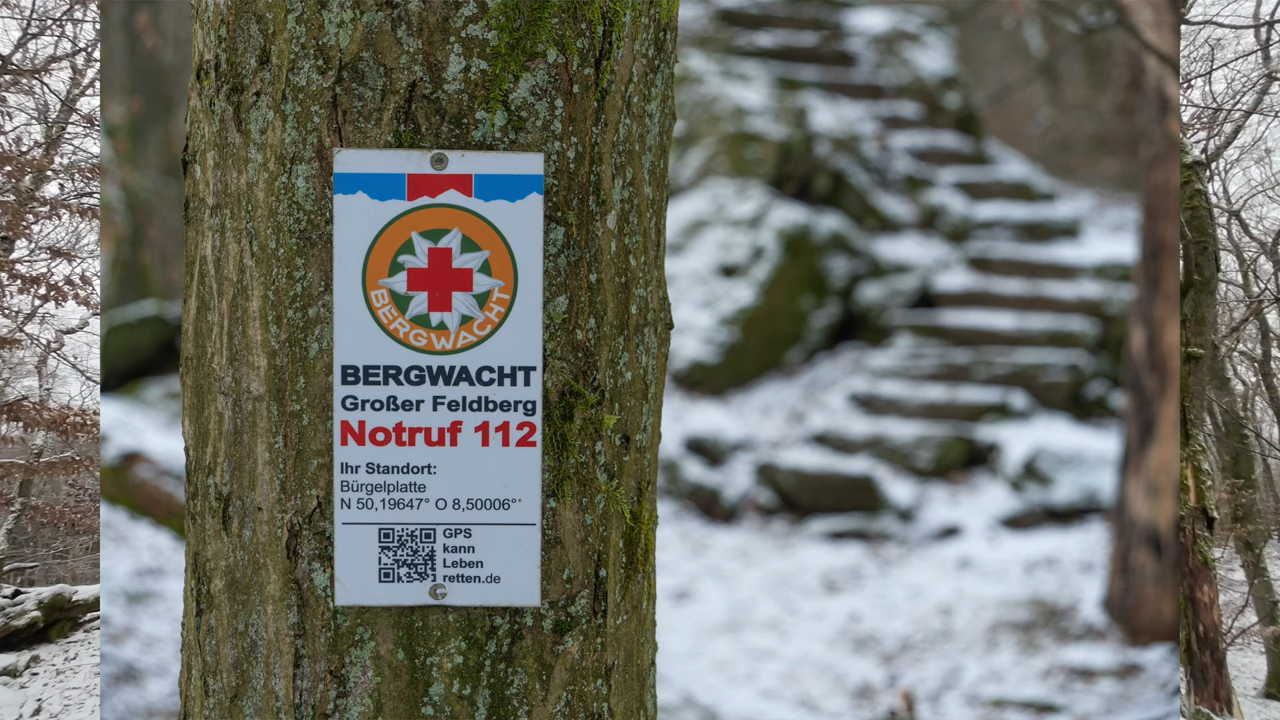 BERGWACHT
BERGWACHT
Großer Feldberg
Notruf 112
Ihr Standort:
Bürgelplatte
N 50,19647° O 8,50006°*
GPS
kann
Leben
retten.de